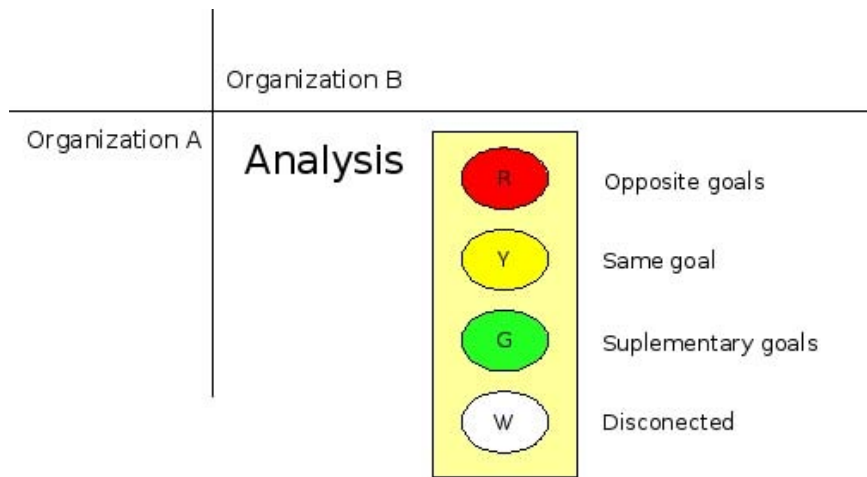 Organization B
Organization A
Analysis
R
Opposite goals
Y
Same goal
G
Suplementary goals
W
Disconected